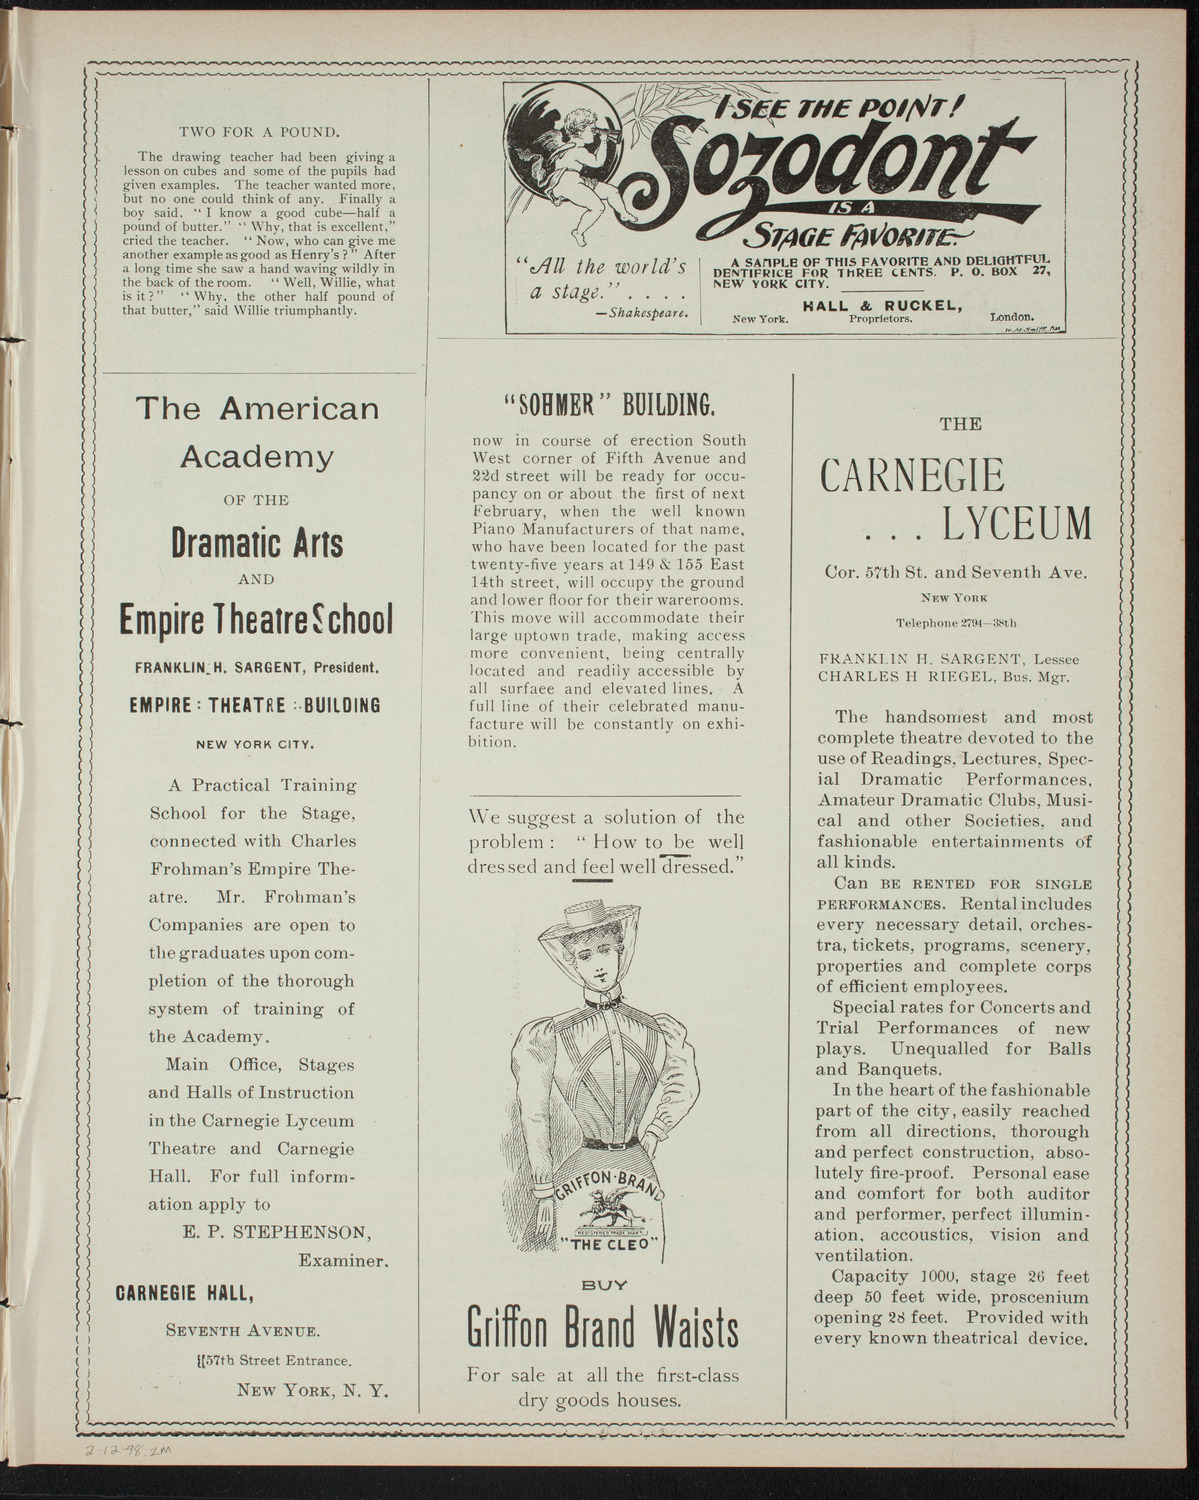 TWO FOR A POUND.
The drawing teacher had been giving a
lesson on cubes and some of the pupils had
given examples. The teacher wanted more,
but no one could think of any. Finally a
boy said, "I know a good cube—half a
pound of butter." "Why, that is excellent,"
cried the teacher. "Now, who can give me
another example as good as Henry's?" After
a long time she saw a hand waving wildly in
the back of the room. "Well, Willie, what
is it?" "Why, the other half pound of
that butter," said Willie triumphantly.
I SEE THE POINT!
Sozodont
IS A
STAGE FAVORITE.
"All the world's
a stage." . . . .
—Shakespeare.
A SAMPLE OF THIS FAVORITE AND DELIGHTFUL
DENTIFRICE FOR THREE CENTS. P. O. BOX 27,
NEW YORK CITY.
HALL & RUCKEL,
New York. Proprietors. London.
The American
Academy
OF THE
Dramatic Arts
AND
Empire Theatre School
FRANKLIN H. SARGENT, President.
EMPIRE : THEATRE : BUILDING
NEW YORK CITY.
A Practical Training
School for the Stage,
connected with Charles
Frohman's Empire The-
atre. Mr. Frohman's
Companies are open to
the graduates upon com-
pletion of the thorough
system of training of
the Academy.
Main Office, Stages
and Halls of Instruction
in the Carnegie Lyceum
Theatre and Carnegie
Hall. For full inform-
ation apply to
E. P. STEPHENSON,
Examiner.
CARNEGIE HALL,
SEVENTH AVENUE.
57th Street Entrance.
NEW YORK, N. Y.
"SOHMER" BUILDING.
now in course of erection South
West corner of Fifth Avenue and
22d street will be ready for occu-
pancy on or about the first of next
February, when the well known
Piano Manufacturers of that name,
who have been located for the past
twenty-five years at 149 & 155 East
14th street, will occupy the ground
and lower floor for their warerooms.
This move will accommodate their
large uptown trade, making access
more convenient, being centrally
located and readily accessible by
all surfaee and elevated lines. A
full line of their celebrated manu-
facture will be constantly on exhi-
bition.
We suggest a solution of the
problem : "How to be well
dressed and feel well dressed."
GRIFFON · BRAND
REGISTERED TRADE MARK
"THE CLEO"
BUY
Griffon Brand Waists
For sale at all the first-class
dry goods houses.
THE
CARNEGIE
. . . LYCEUM
Cor. 57th St. and Seventh Ave.
NEW YORK
Telephone 2794—38th
FRANKLIN H. SARGENT, Lessee
CHARLES H RIEGEL, Bus. Mgr.
The handsomest and most
complete theatre devoted to the
use of Readings, Lectures, Spec-
ial Dramatic Performances,
Amateur Dramatic Clubs, Musi-
cal and other Societies, and
fashionable entertainments of
all kinds.
Can BE RENTED FOR SINGLE
PERFORMANCES. Rental includes
every necessary detail, orches-
tra, tickets, programs, scenery,
properties and complete corps
of efficient employees.
Special rates for Concerts and
Trial Performances of new
plays. Unequalled for Balls
and Banquets.
In the heart of the fashionable
part of the city, easily reached
from all directions, thorough
and perfect construction, abso-
lutely fire-proof. Personal ease
and comfort for both auditor
and performer, perfect illumin-
ation, accoustics, vision and
ventilation.
Capacity 1000, stage 26 feet
deep 50 feet wide, proscenium
opening 28 feet. Provided with
every known theatrical device.
2-12-98.2M